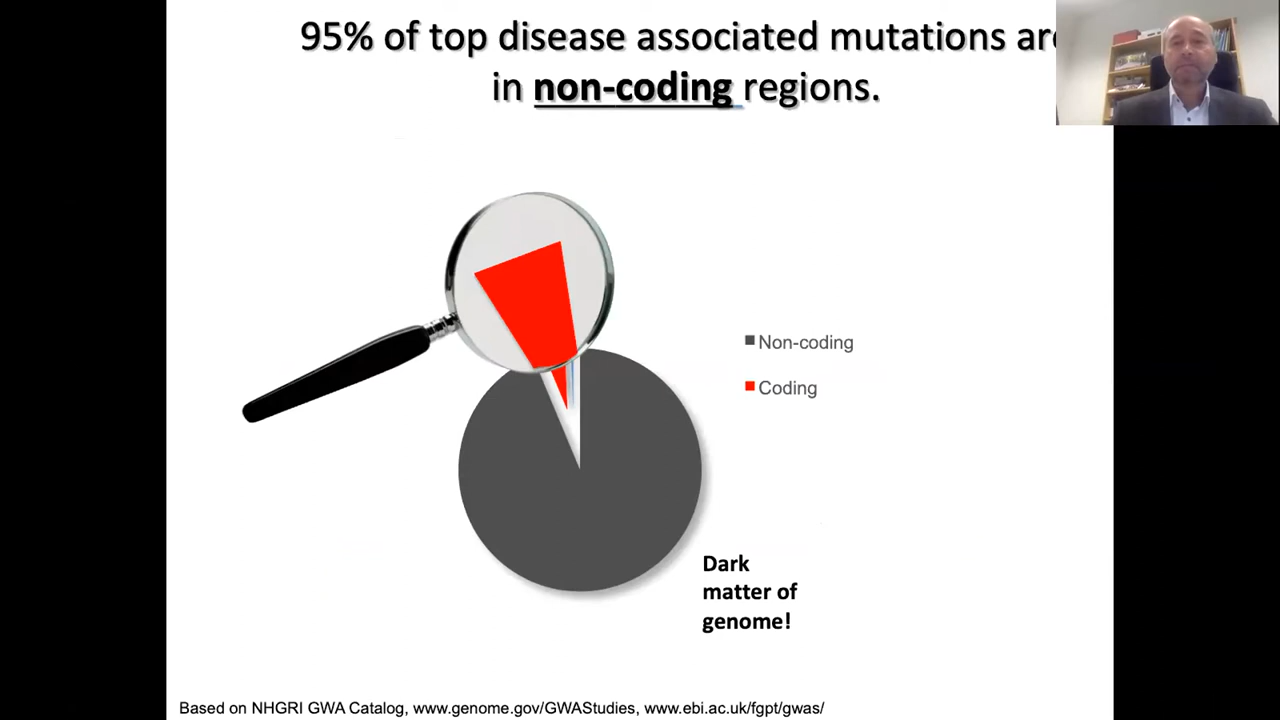 95% of top disease associated mutations are
in non-coding regions.
Non-coding
Coding
Dark
matter of
genome!
Based on NHGRI GWA Catalog, www.genome.gov/GWAStudies, www.ebi.ac.uk/fgpt/gwas/